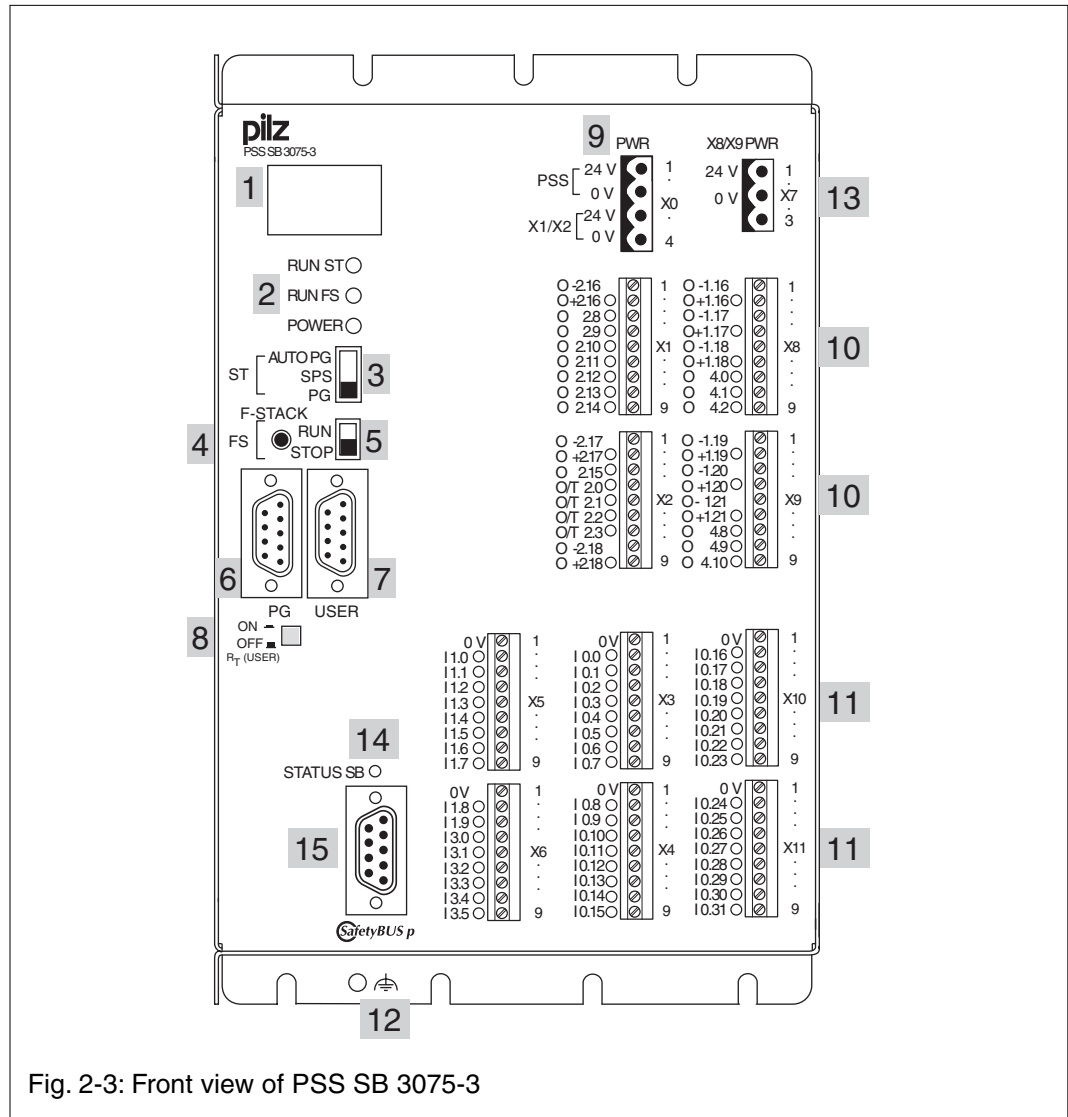 pilz
PSS SB 3075-3
1
9 PWR
PSS
24 V
0 V
X1/X2
24 V
0 V
1
.
X0
.
4
X8/X9 PWR
24 V
0 V
1
.
X7
.
3
13
2
RUN ST
RUN FS
POWER
ST
AUTO PG
SPS
PG
3
F-STACK
4
FS
RUN
STOP
5
6
7
PG USER
8
ON
OFF
RT (USER)
O -2.16 1
O+2.16 .
O 2.8 .
O 2.9 .
O 2.10 X1
O 2.11 .
O 2.12 .
O 2.13 .
O 2.14 9
O -1.16 1
O+1.16 .
O -1.17 .
O+1.17 .
O -1.18 X8
O+1.18 .
O 4.0 .
O 4.1 .
O 4.2 9
10
O -2.17 1
O +2.17 .
O 2.15 .
O/T 2.0 .
O/T 2.1 X2
O/T 2.2 .
O/T 2.3 .
O -2.18 .
O +2.18 9
O -1.19 1
O +1.19 .
O -1.20 .
O +1.20 .
O - 1.21 X9
O +1.21 .
O 4.8 .
O 4.9 .
O 4.10 9
10
0 V 1
I 1.0 .
I 1.1 .
I 1.2 .
I 1.3 X5
I 1.4 .
I 1.5 .
I 1.6 .
I 1.7 9
0 V 1
I 0.0 .
I 0.1 .
I 0.2 .
I 0.3 X3
I 0.4 .
I 0.5 .
I 0.6 .
I 0.7 9
0 V 1
I 0.16 .
I 0.17 .
I 0.18 .
I 0.19 X10
I 0.20 .
I 0.21 .
I 0.22 .
I 0.23 9
11
14
STATUS SB
15
SafetyBUS p
0 V 1
I 1.8 .
I 1.9 .
I 3.0 .
I 3.1 X6
I 3.2 .
I 3.3 .
I 3.4 .
I 3.5 9
0 V 1
I 0.8 .
I 0.9 .
I 0.10 .
I 0.11 X4
I 0.12 .
I 0.13 .
I 0.14 .
I 0.15 9
0 V 1
I 0.24 .
I 0.25 .
I 0.26 .
I 0.27 X11
I 0.28 .
I 0.29 .
I 0.30 .
I 0.31 9
11
12
Fig. 2-3: Front view of PSS SB 3075-3